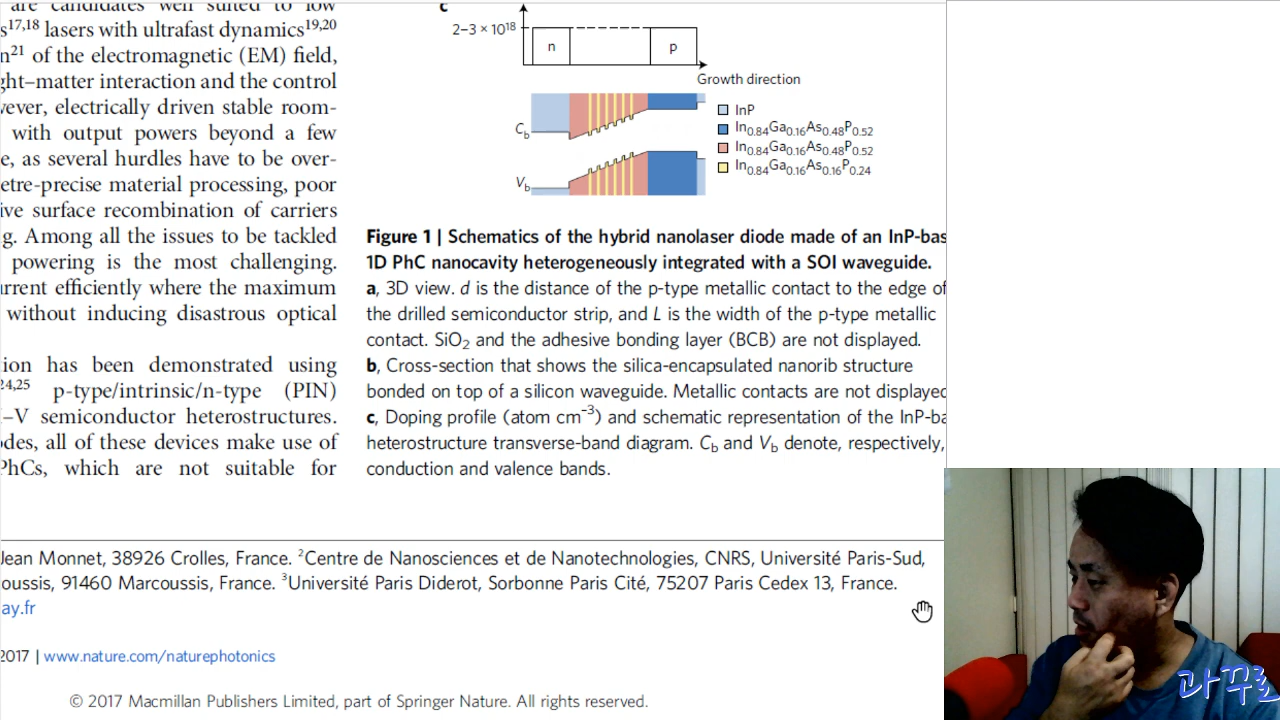 are candidates well suited to low
s17,18 lasers with ultrafast dynamics19,20
n21 of the electromagnetic (EM) field,
ght–matter interaction and the control
vever, electrically driven stable room-
with output powers beyond a few
e, as several hurdles have to be over-
etre-precise material processing, poor
ive surface recombination of carriers
g. Among all the issues to be tackled
powering is the most challenging.
urrent efficiently where the maximum
without inducing disastrous optical
ion has been demonstrated using
24,25 p-type/intrinsic/n-type (PIN)
I–V semiconductor heterostructures.
odes, all of these devices make use of
PhCs, which are not suitable for
c
2–3 × 10^18
n
p
Growth direction
Cb
Vb
InP
In0.84Ga0.16As0.48P0.52
In0.84Ga0.16As0.48P0.52
In0.84Ga0.16As0.16P0.24
Figure 1 | Schematics of the hybrid nanolaser diode made of an InP-bas
1D PhC nanocavity heterogeneously integrated with a SOI waveguide.
a, 3D view. d is the distance of the p-type metallic contact to the edge of
the drilled semiconductor strip, and L is the width of the p-type metallic
contact. SiO2 and the adhesive bonding layer (BCB) are not displayed.
b, Cross-section that shows the silica-encapsulated nanorib structure
bonded on top of a silicon waveguide. Metallic contacts are not displayed
c, Doping profile (atom cm−3) and schematic representation of the InP-ba
heterostructure transverse-band diagram. Cb and Vb denote, respectively,
conduction and valence bands.
Jean Monnet, 38926 Crolles, France. 2Centre de Nanosciences et de Nanotechnologies, CNRS, Université Paris-Sud,
oussis, 91460 Marcoussis, France. 3Université Paris Diderot, Sorbonne Paris Cité, 75207 Paris Cedex 13, France.
ay.fr
2017 | www.nature.com/naturephotonics
© 2017 Macmillan Publishers Limited, part of Springer Nature. All rights reserved.
과꾸로